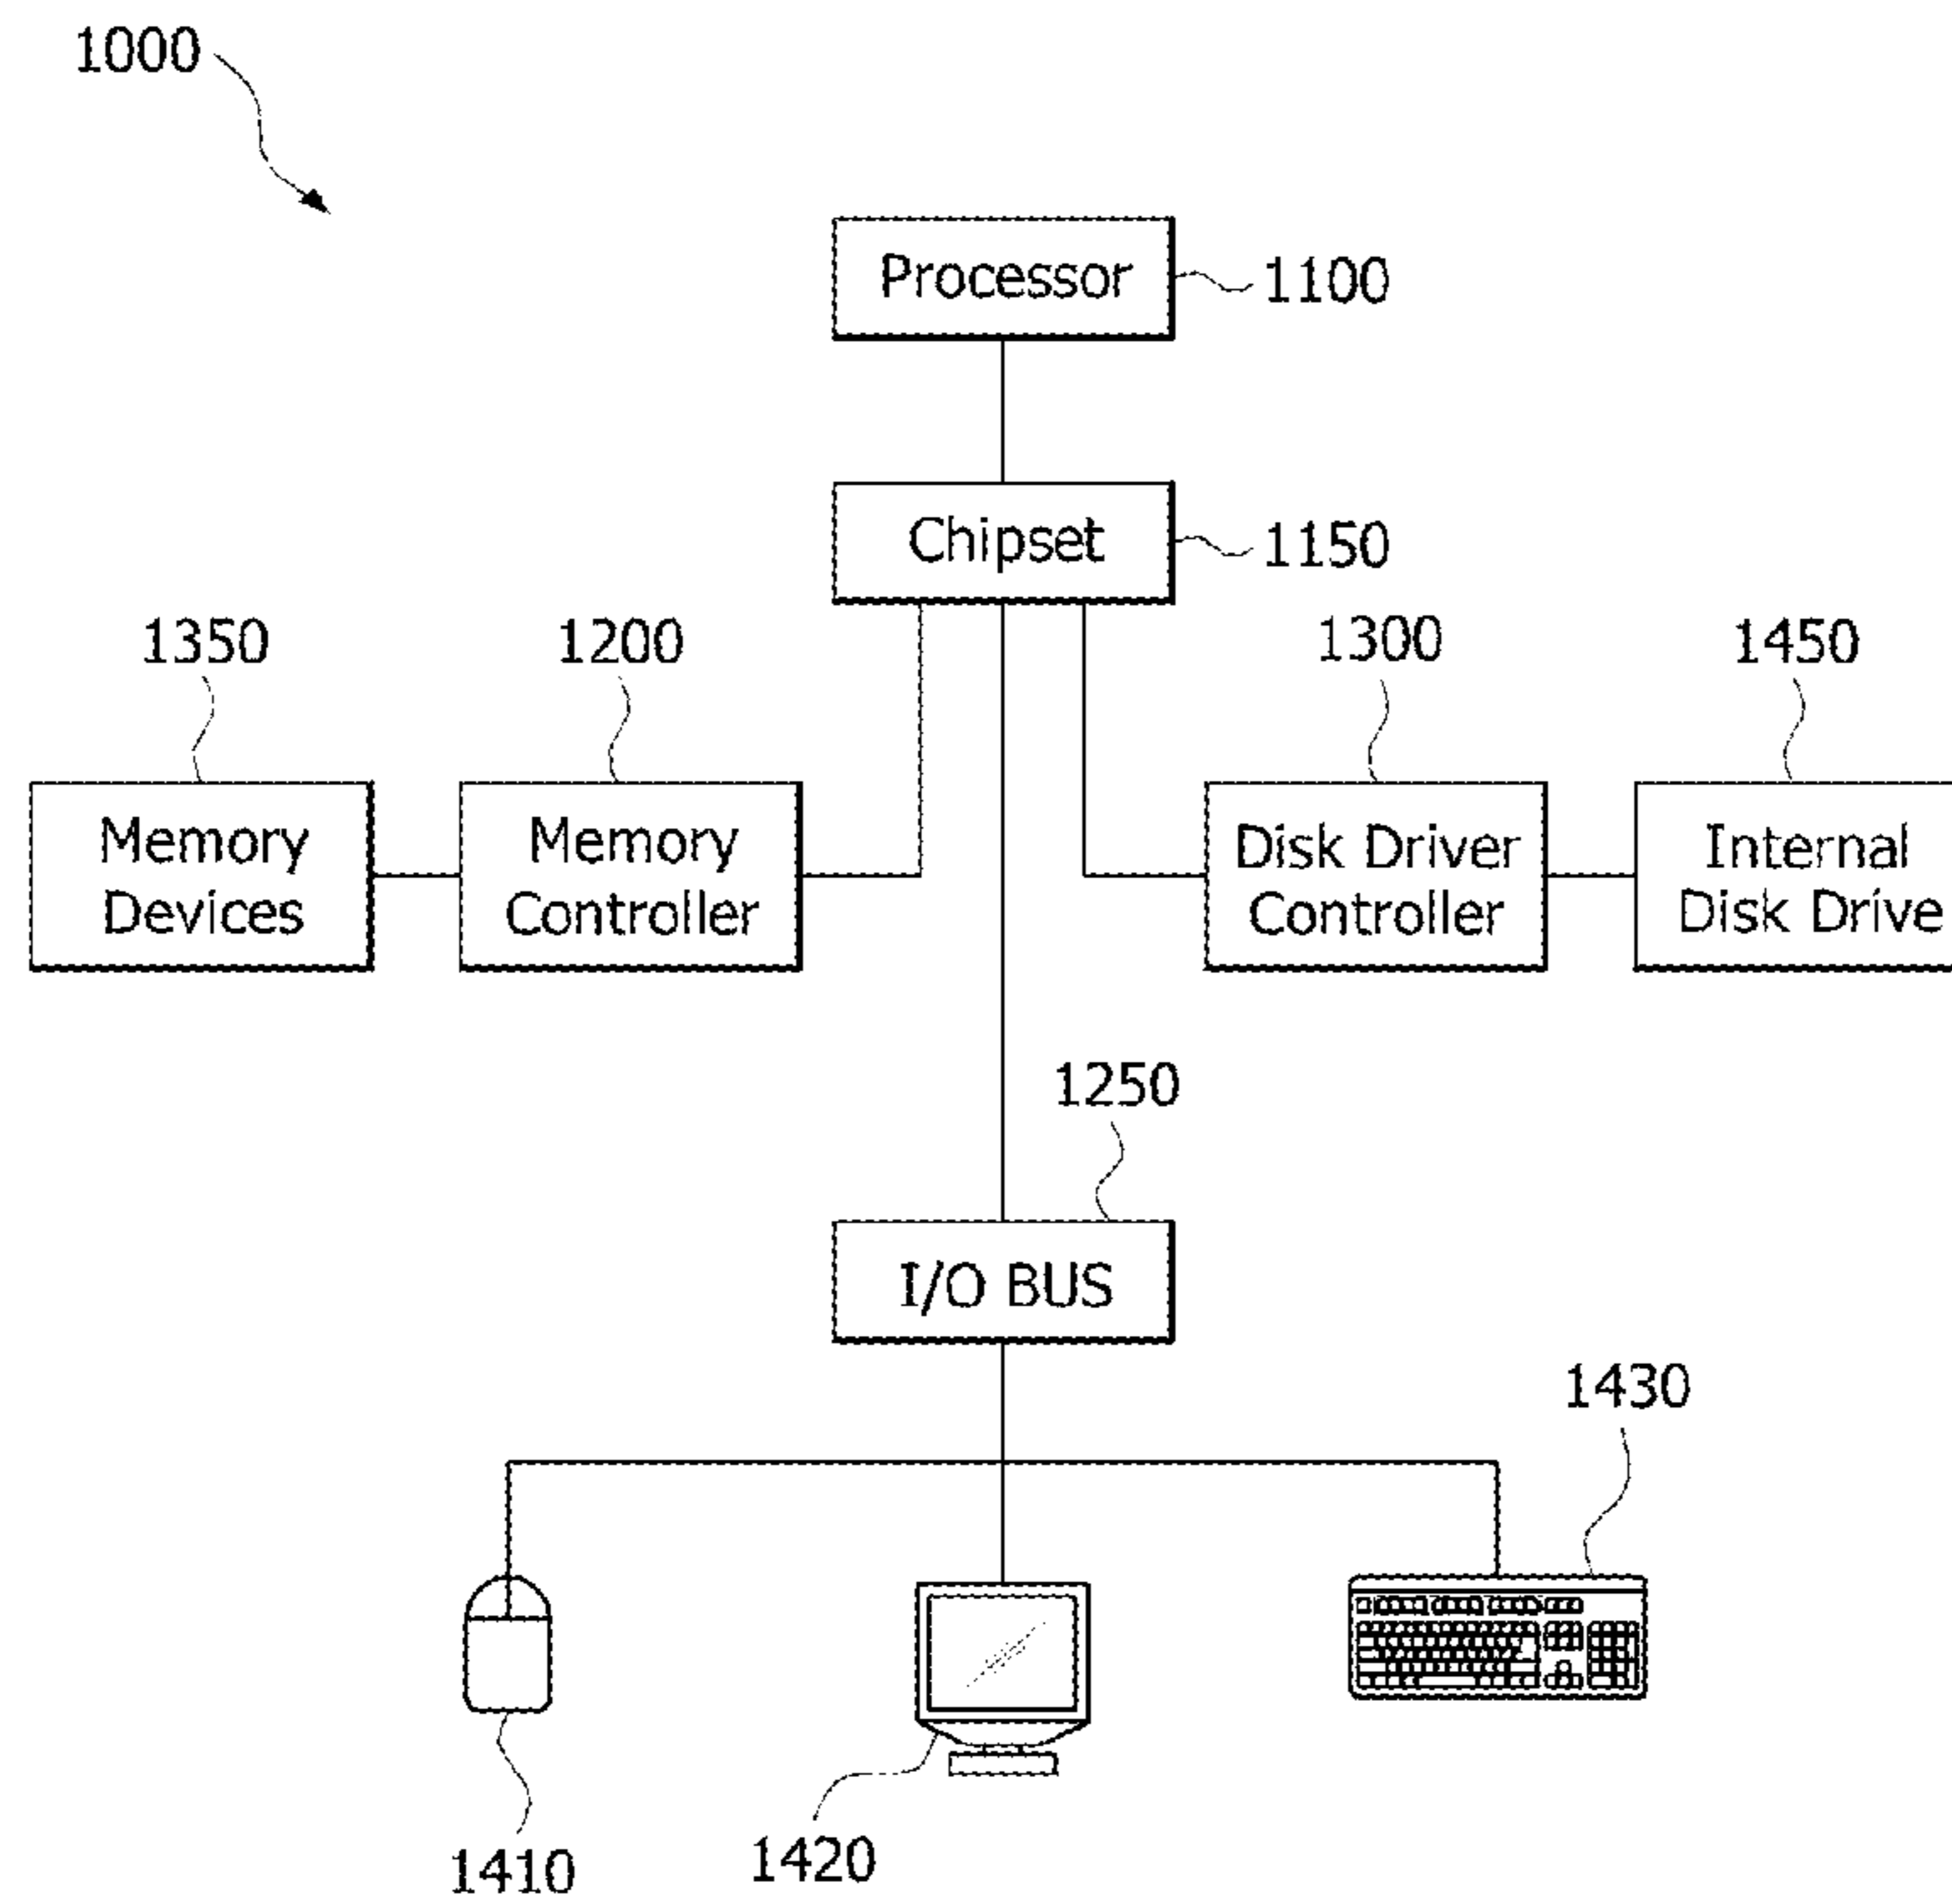 1000
Processor
1100
Chipset
1150
1350
1200
1300
1450
Memory
Devices
Memory
Controller
Disk Driver
Controller
Internal
Disk Drive
1250
I/O BUS
1430
1410
1420